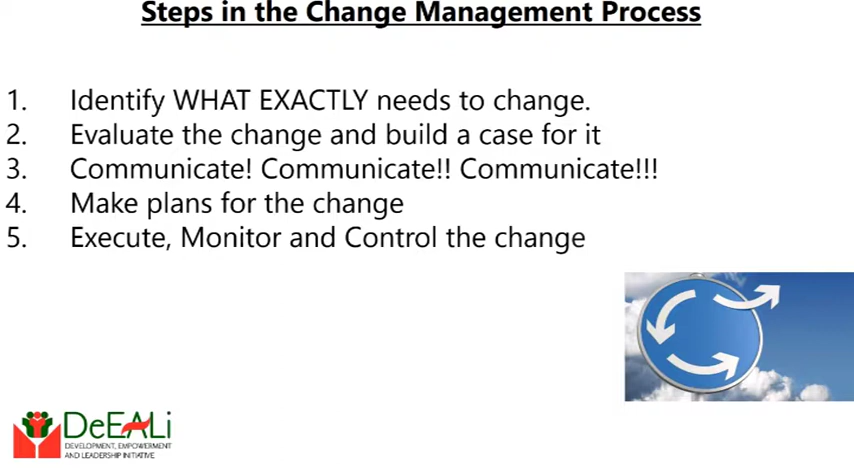 Steps in the Change Management Process
1. Identify WHAT EXACTLY needs to change.
2. Evaluate the change and build a case for it
3. Communicate! Communicate!! Communicate!!!
4. Make plans for the change
5. Execute, Monitor and Control the change
DeEALi
DEVELOPMENT, EMPOWERMENT
AND LEADERSHIP INITIATIVE